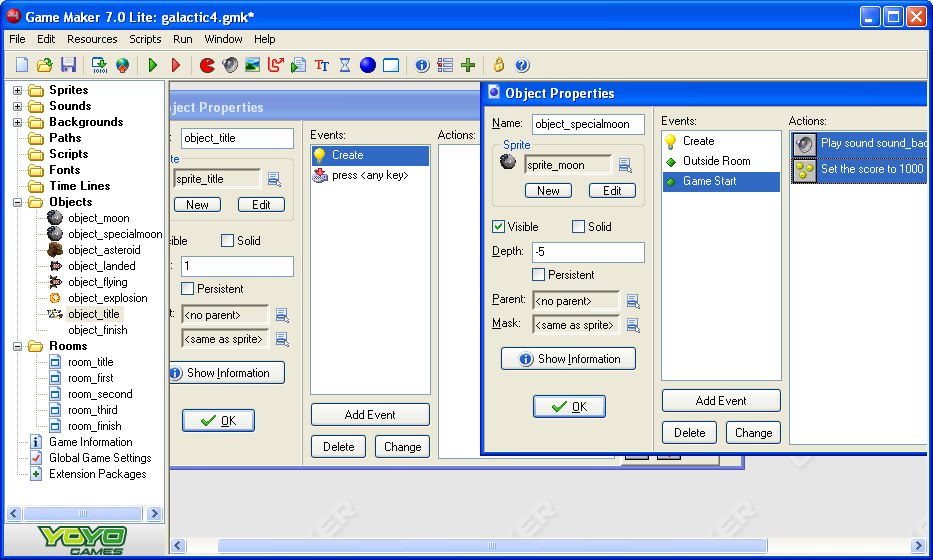 Game Maker 7.0 Lite: galactic4.gmk*
File Edit Resources Scripts Run Window Help
Sprites
Sounds
Backgrounds
Paths
Scripts
Fonts
Time Lines
Objects
object_moon
object_specialmoon
object_asteroid
object_landed
object_flying
object_explosion
object_title
object_finish
Rooms
room_title
room_first
room_second
room_third
room_finish
Game Information
Global Game Settings
Extension Packages
YOYO
GAMES
ject Properties
: object_title
te
sprite_title
New Edit
ible Solid
: 1
Persistent
t: <no parent>
<same as sprite>
Show Information
OK
Events:
Create
press <any key>
Add Event
Delete Change
Actions:
Object Properties
Name: object_specialmoon
Sprite
sprite_moon
New Edit
Visible Solid
Depth: -5
Persistent
Parent: <no parent>
Mask: <same as sprite>
Show Information
OK
Events:
Create
Outside Room
Game Start
Add Event
Delete Change
Actions:
Play sound sound_bac
Set the score to 1000